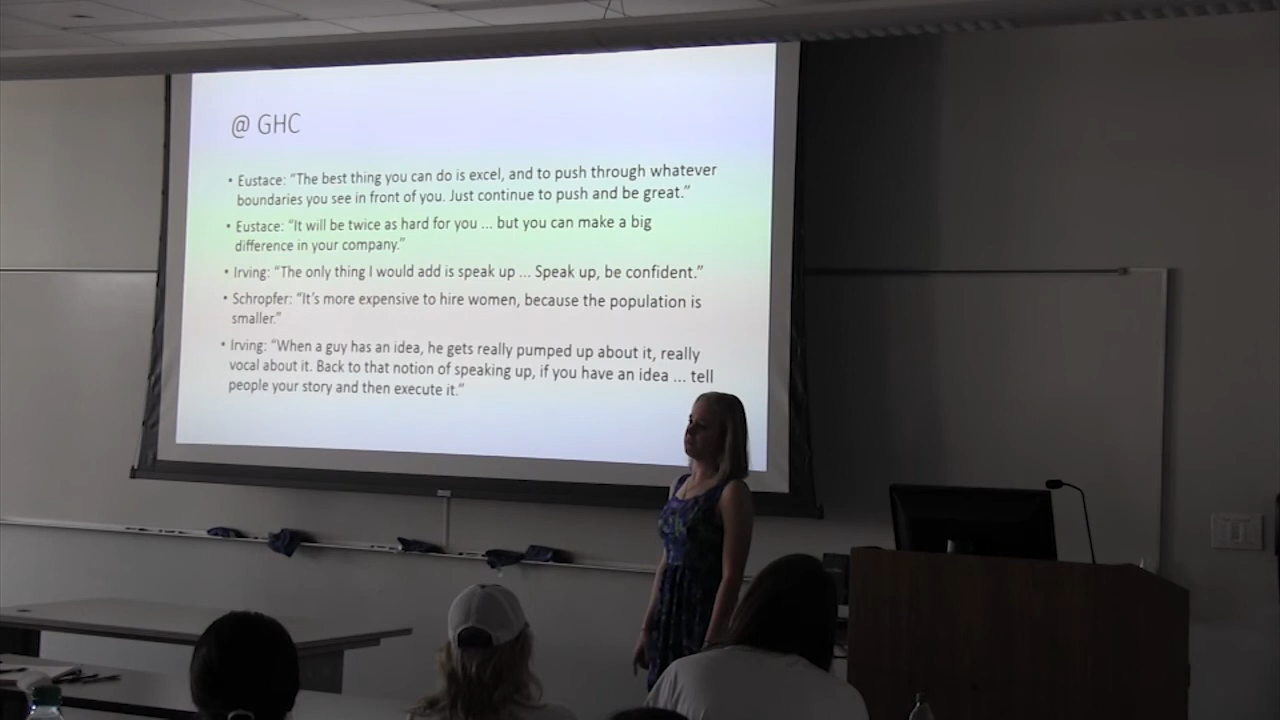 @ GHC
• Eustace: “The best thing you can do is excel, and to push through whatever
boundaries you see in front of you. Just continue to push and be great.”
• Eustace: “It will be twice as hard for you ... but you can make a big
difference in your company.”
• Irving: “The only thing I would add is speak up ... Speak up, be confident.”
• Schropfer: “It’s more expensive to hire women, because the population is
smaller.”
• Irving: “When a guy has an idea, he gets really pumped up about it, really
vocal about it. Back to that notion of speaking up, if you have an idea ... tell
people your story and then execute it.”